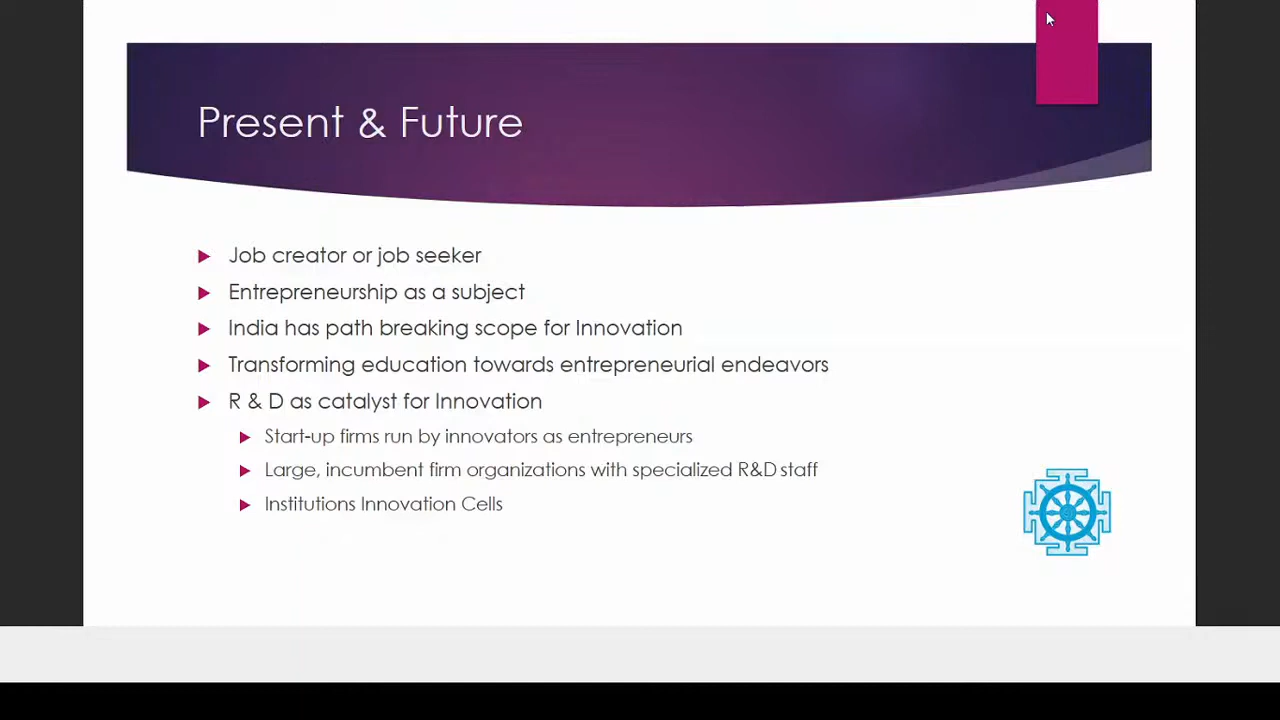 Present & Future
Job creator or job seeker
Entrepreneurship as a subject
India has path breaking scope for Innovation
Transforming education towards entrepreneurial endeavors
R & D as catalyst for Innovation
Start-up firms run by innovators as entrepreneurs
Large, incumbent firm organizations with specialized R&D staff
Institutions Innovation Cells